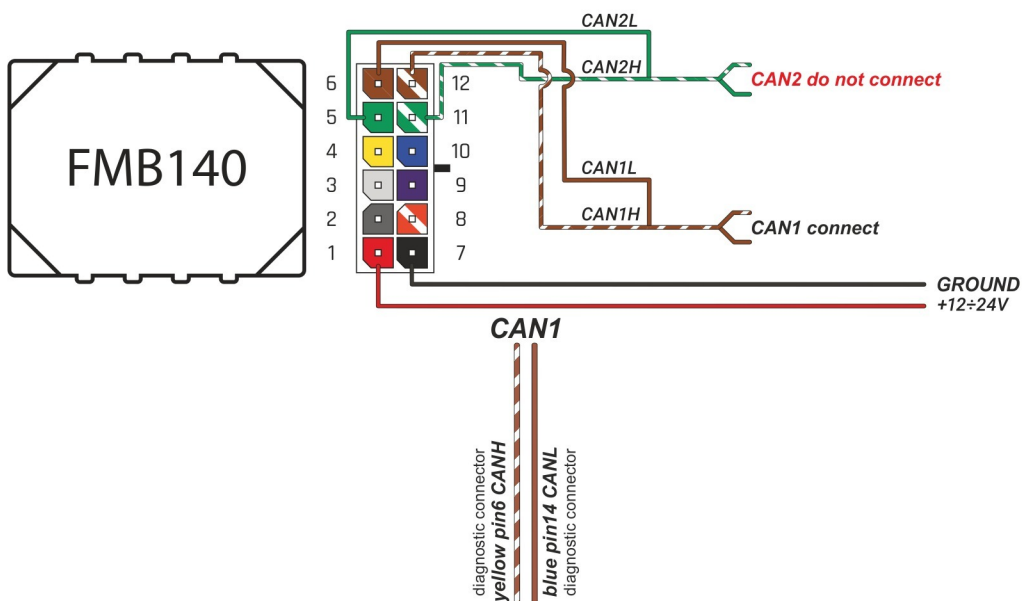 CAN2L
FMB140
6 12
CAN2H
CAN2 do not connect
5 11
4 10
3 9
CAN1L
2 8
CAN1H
CAN1 connect
1 7
GROUND
+12÷24V
CAN1
diagnostic connector
yellow pin6 CANH
blue pin14 CANL
diagnostic connector